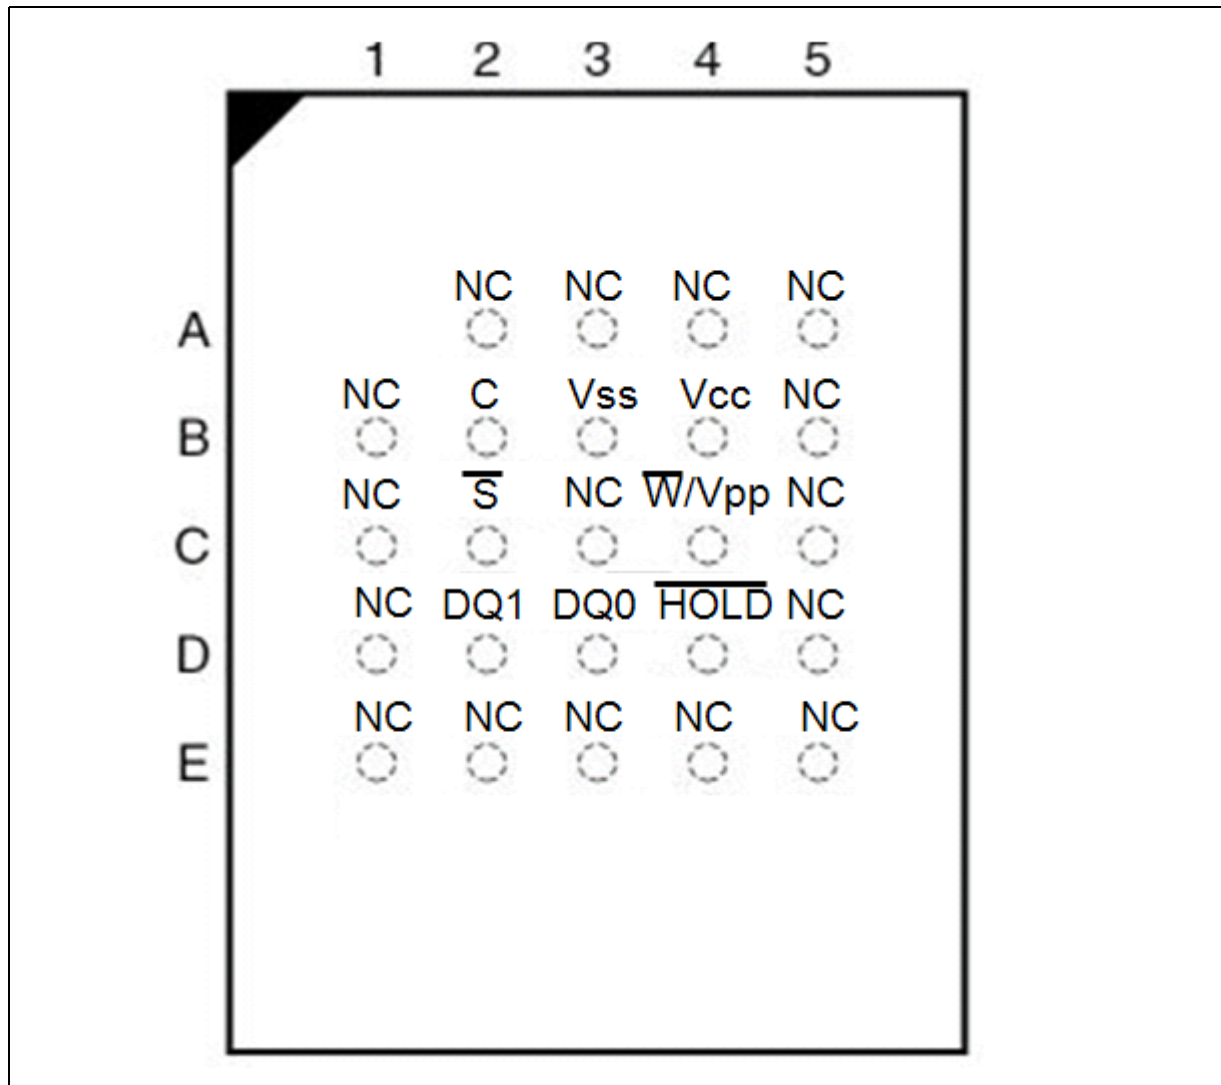 1 2 3 4 5
NC NC NC NC
A
NC C Vss Vcc NC
B
NC S̅ NC W̅/Vpp NC
C
NC DQ1 DQ0 H̅O̅L̅D̅ NC
D
NC NC NC NC NC
E